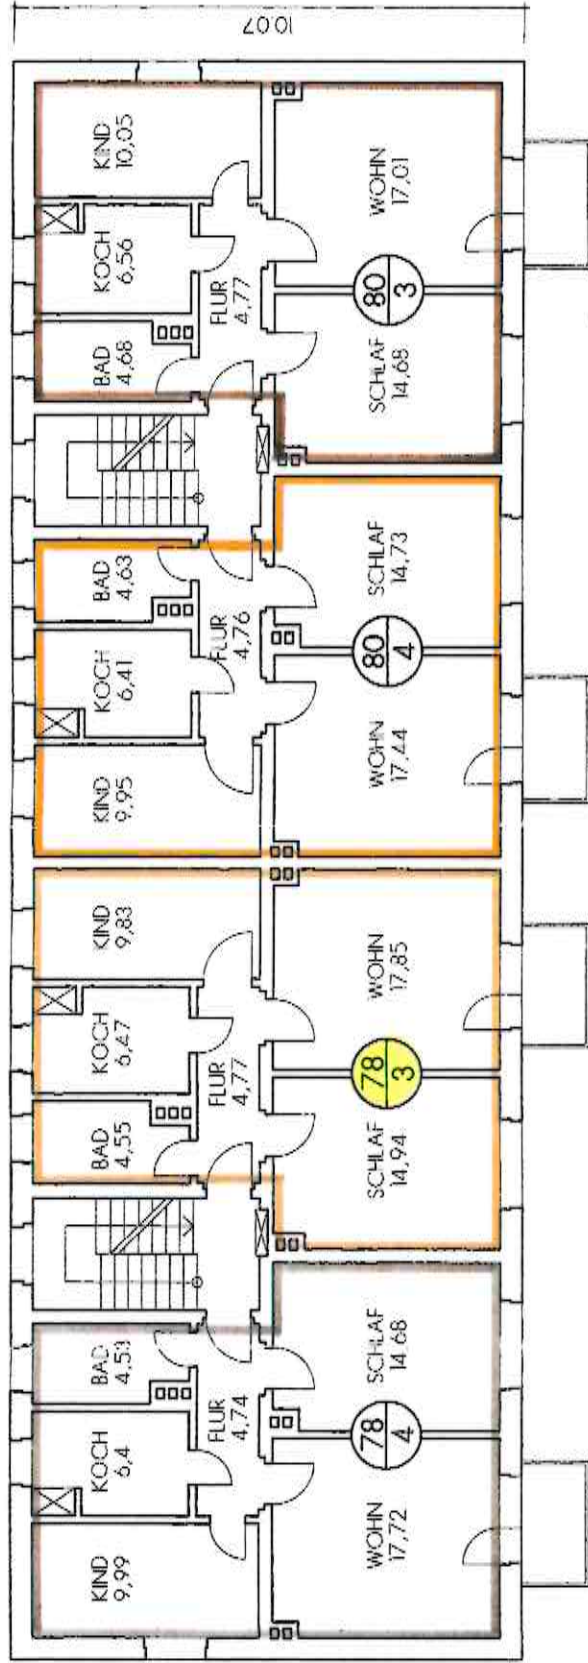 10.07
KIND
10,05
KOCH
6,56
BAD
4,68
FLUR
4,77
WOHN
17,01
80
3
SCHLAF
14,68
BAD
4,63
KOCH
6,41
KIND
9,95
FLUR
4,76
SCHLAF
14,73
80
4
WOHN
17,44
KIND
9,83
KOCH
6,47
BAD
4,55
FLUR
4,77
WOHN
17,85
78
3
SCHLAF
14,94
BAD
4,53
KOCH
6,4
KIND
9,99
FLUR
4,74
SCHLAF
14,68
78
4
WOHN
17,72